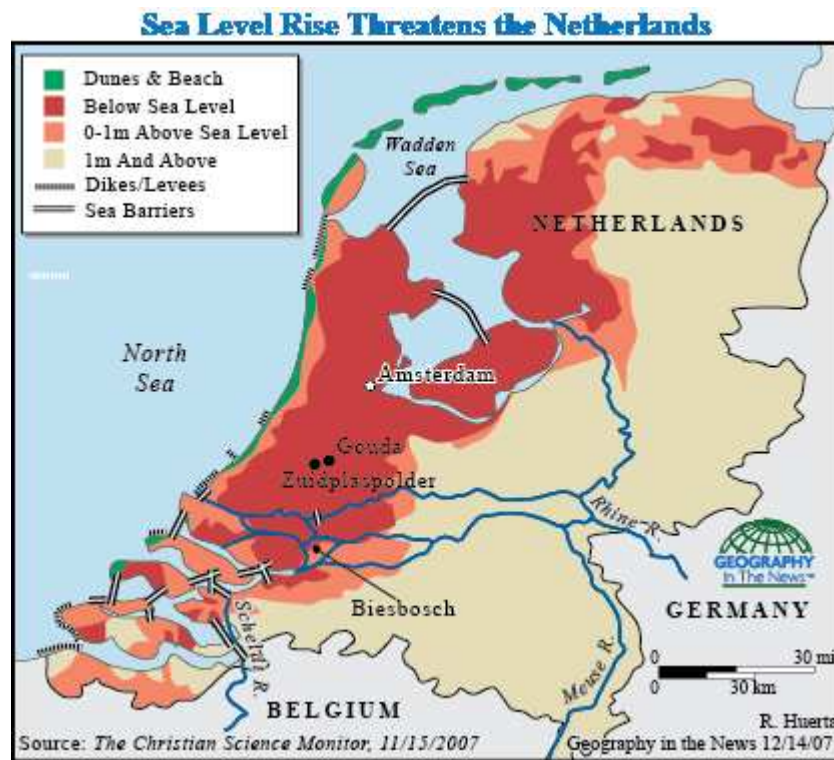 Sea Level Rise Threatens the Netherlands
Dunes & Beach
Below Sea Level
0-1m Above Sea Level
1m And Above
Dikes/Levees
Sea Barriers
Wadden
Sea
NETHERLANDS
North
Sea
Amsterdam
Gouda
Zuidplaspolder
Rhine R.
GEOGRAPHY
In The News™
Biesbosch
Scheldt R.
GERMANY
Meuse R.
0 30 mi
0 30 km
BELGIUM
R. Huerta
Source: The Christian Science Monitor, 11/15/2007
Geography in the News 12/14/07